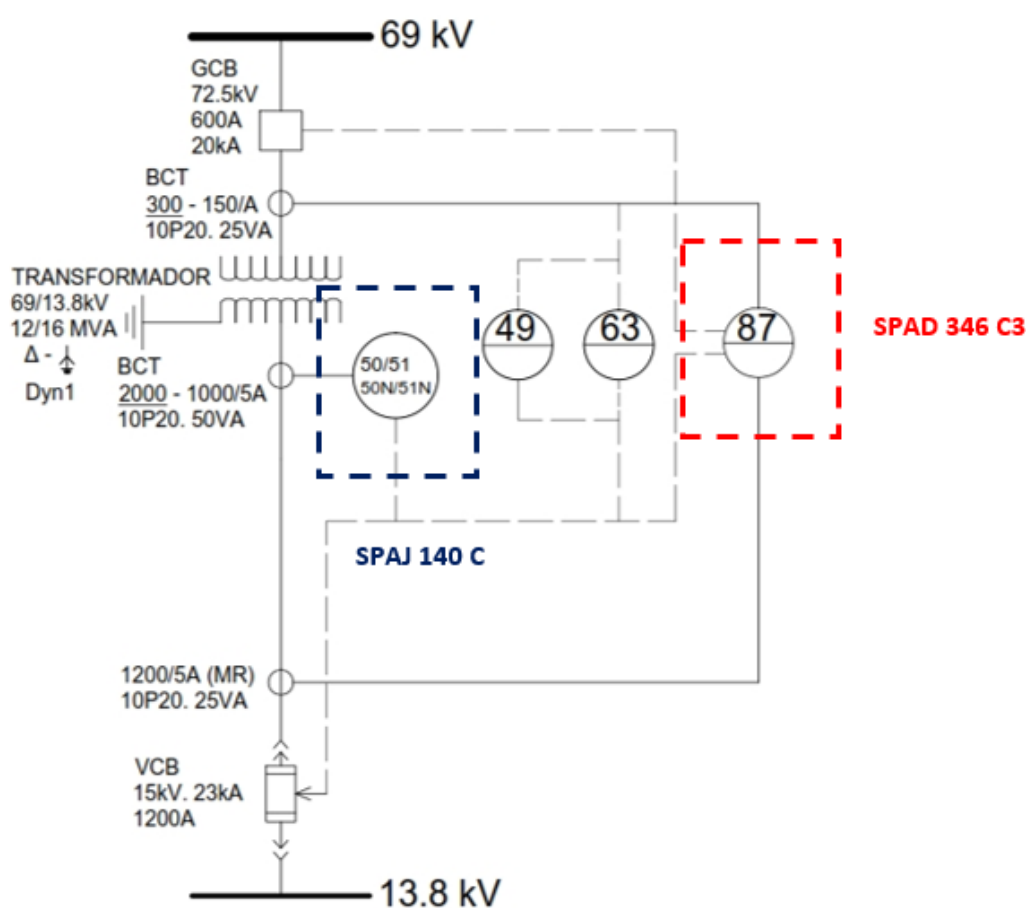 69 kV
GCB
72.5kV
600A
20kA
BCT
300 - 150/A
10P20. 25VA
TRANSFORMADOR
69/13.8kV
12/16 MVA
Δ -
Dyn1
BCT
2000 - 1000/5A
10P20. 50VA
50/51
50N/51N
49
63
87
SPAD 346 C3
SPAJ 140 C
1200/5A (MR)
10P20. 25VA
VCB
15kV. 23kA
1200A
13.8 kV